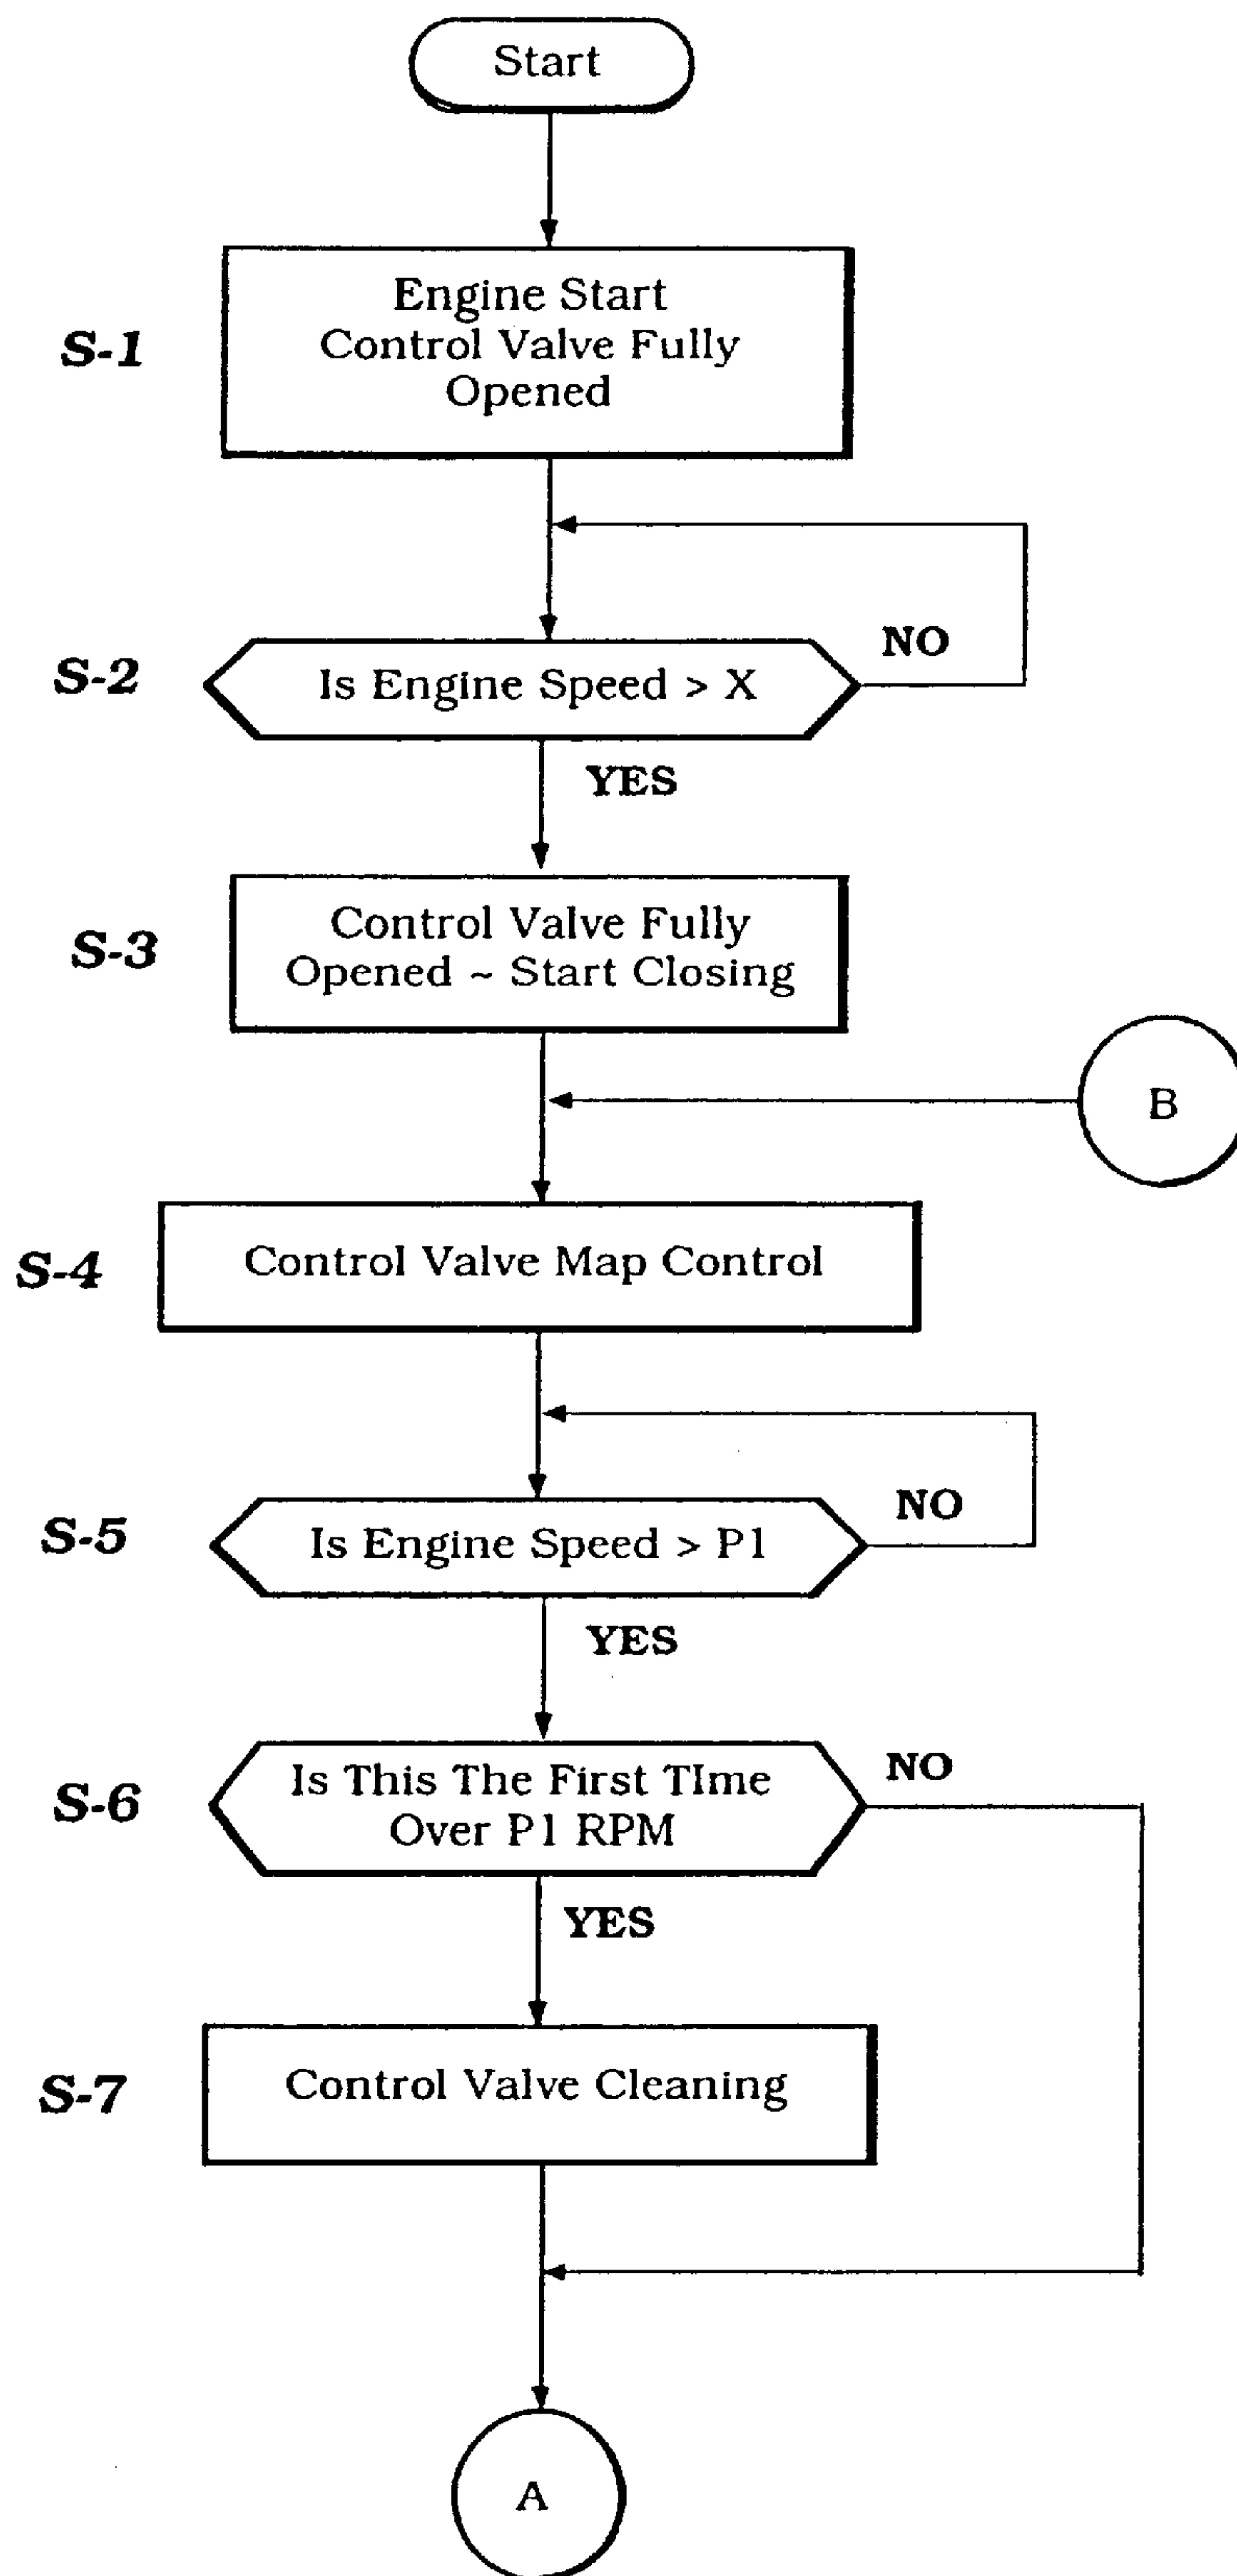 Start
S-1
Engine Start
Control Valve Fully
Opened
S-2
Is Engine Speed > X
NO
YES
S-3
Control Valve Fully
Opened ~ Start Closing
B
S-4
Control Valve Map Control
S-5
Is Engine Speed > P1
NO
YES
S-6
Is This The First TIme
Over P1 RPM
NO
YES
S-7
Control Valve Cleaning
A